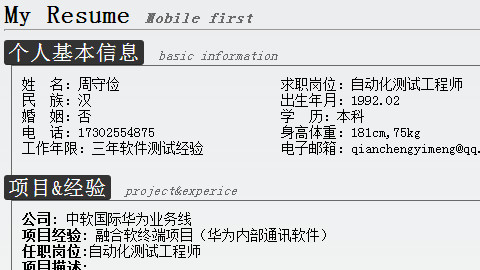 My Resume Mobile first
个人基本信息 basic information
姓 名：周守俭 求职岗位：自动化测试工程师
民 族：汉 出生年月：1992.02
婚 姻：否 学 历：本科
电 话：17302554875 身高体重：181cm,75kg
工作年限：三年软件测试经验 电子邮箱：qianchengyimeng@qq.
项目&经验 project&experice
公司：中软国际华为业务线
项目经验：融合软终端项目（华为内部通讯软件）
任职岗位:自动化测试工程师
项目描述: